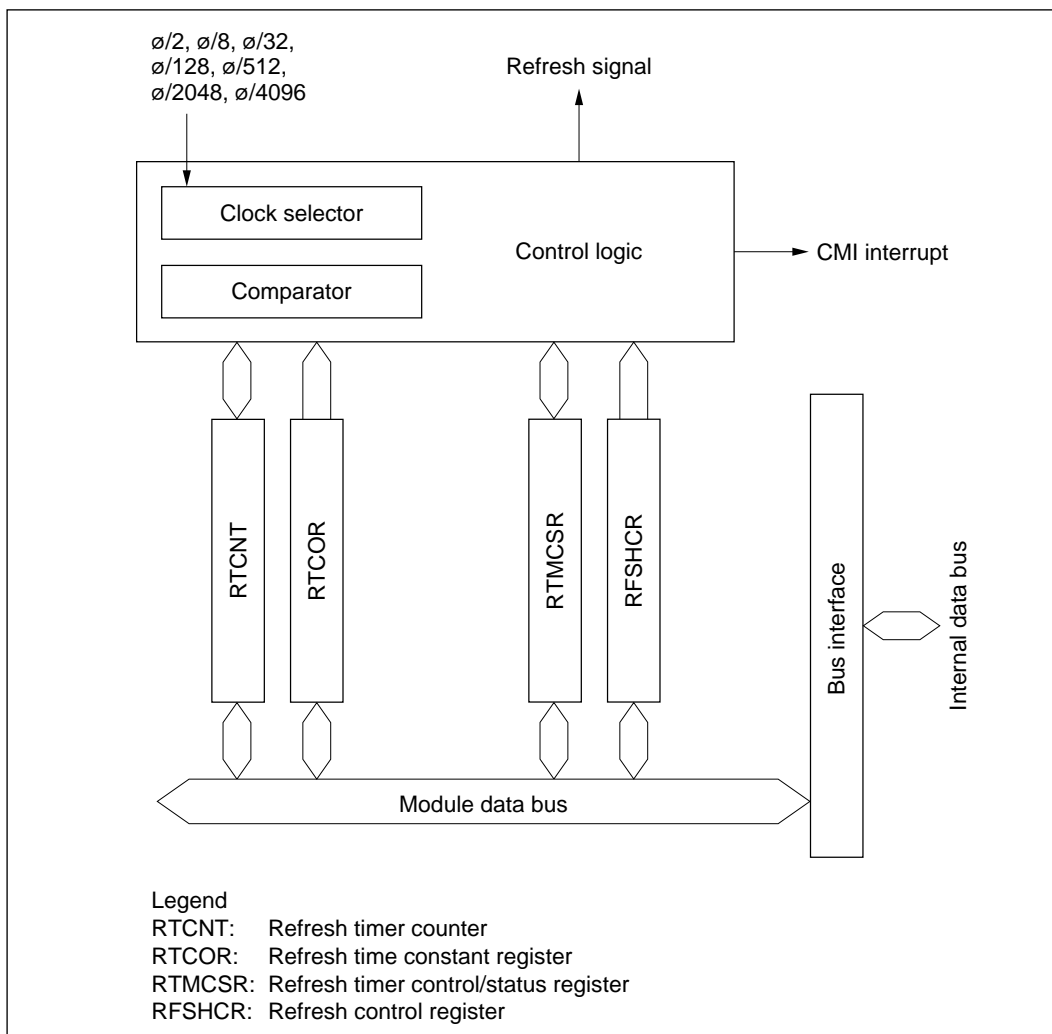 ø/2, ø/8, ø/32,
ø/128, ø/512,
ø/2048, ø/4096
Refresh signal
Clock selector
Control logic
CMI interrupt
Comparator
RTCNT
RTCOR
RTMCSR
RFSHCR
Bus interface
Internal data bus
Module data bus
Legend
RTCNT: Refresh timer counter
RTCOR: Refresh time constant register
RTMCSR: Refresh timer control/status register
RFSHCR: Refresh control register